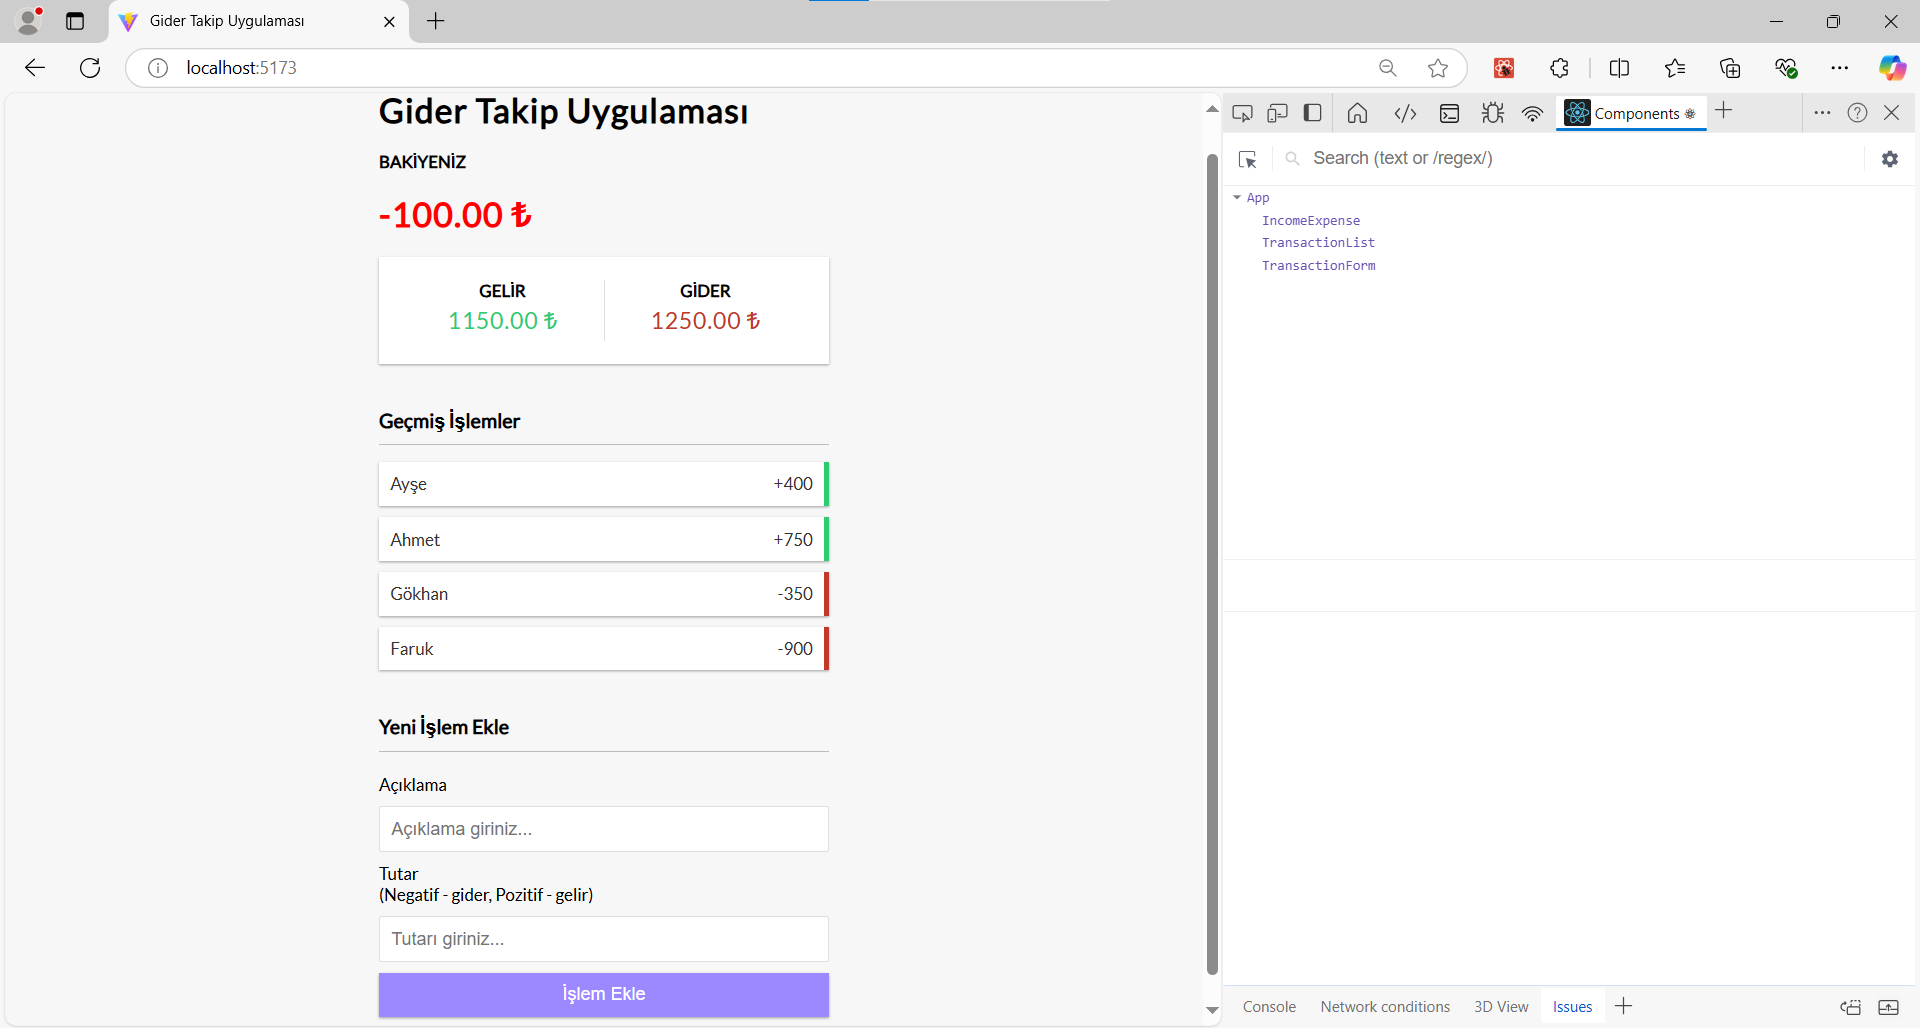 Gider Takip Uygulaması
localhost:5173
Gider Takip Uygulaması
BAKİYENİZ
-100.00 ₺
GELİR
1150.00 ₺
GİDER
1250.00 ₺
Geçmiş İşlemler
Ayşe +400
Ahmet +750
Gökhan -350
Faruk -900
Yeni İşlem Ekle
Açıklama
Açıklama giriniz...
Tutar
(Negatif - gider, Pozitif - gelir)
Tutarı giriniz...
İşlem Ekle
Components
Search (text or /regex/)
App
IncomeExpense
TransactionList
TransactionForm
Console Network conditions 3D View Issues